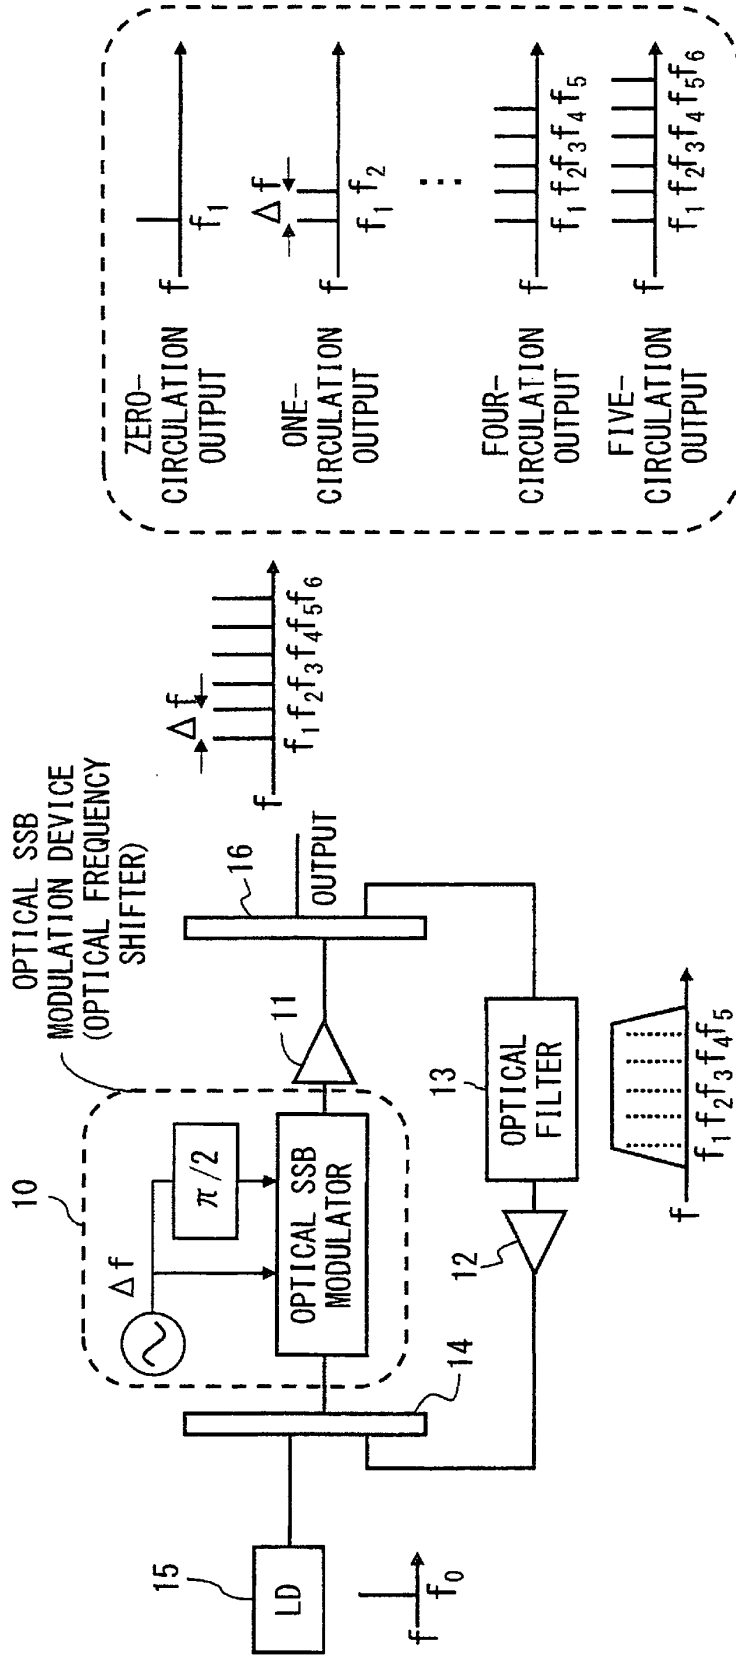 OPTICAL SSB
MODULATION DEVICE
(OPTICAL FREQUENCY
SHIFTER)
10
Δf
π/2
OPTICAL SSB
MODULATOR
11
16
OUTPUT
Δf
f
f₁ f₂ f₃ f₄ f₅ f₆
15
LD
f
f₀
14
12
13
OPTICAL
FILTER
f
f₁ f₂ f₃ f₄ f₅
ZERO-
CIRCULATION
OUTPUT
f
f₁
ONE-
CIRCULATION
OUTPUT
Δf
f
f₁ f₂
...
FOUR-
CIRCULATION
OUTPUT
f
f₁ f₂ f₃ f₄ f₅
FIVE-
CIRCULATION
OUTPUT
f
f₁ f₂ f₃ f₄ f₅ f₆